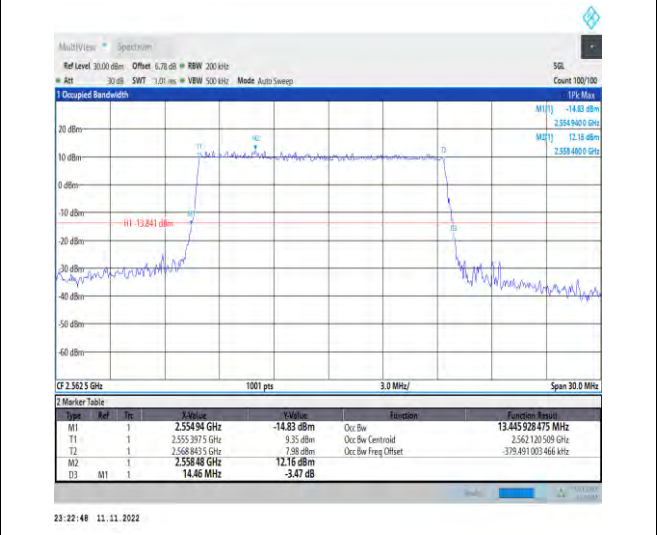 MultiView Spectrum
Ref Level 30.00 dBm Offset 6.78 dB RBW 200 kHz SGL
Att 30 dB SWT 1.01 ms VBW 500 kHz Mode Auto Sweep Count 100/100
1 Occupied Bandwidth 1Pk Max
M1[1] -14.83 dBm
2.554 940 0 GHz
20 dBm M2[1] 12.16 dBm
2.558 480 0 GHz
M2
T1 T2
10 dBm
0 dBm
-10 dBm
M1
H1 -13.841 dBm
D3
-20 dBm
-30 dBm
-40 dBm
-50 dBm
-60 dBm
CF 2.562 5 GHz 1001 pts 3.0 MHz/ Span 30.0 MHz
2 Marker Table
Type Ref Trc X-Value Y-Value Function Function Result
M1 1 2.554 94 GHz -14.83 dBm Occ Bw 13.445 928 475 MHz
T1 1 2.555 397 5 GHz 9.35 dBm Occ Bw Centroid 2.562 120 509 GHz
T2 1 2.568 843 5 GHz 7.98 dBm Occ Bw Freq Offset -379.491 003 466 kHz
M2 1 2.558 48 GHz 12.16 dBm
D3 M1 1 14.46 MHz -3.47 dB
23:22:48 11.11.2022